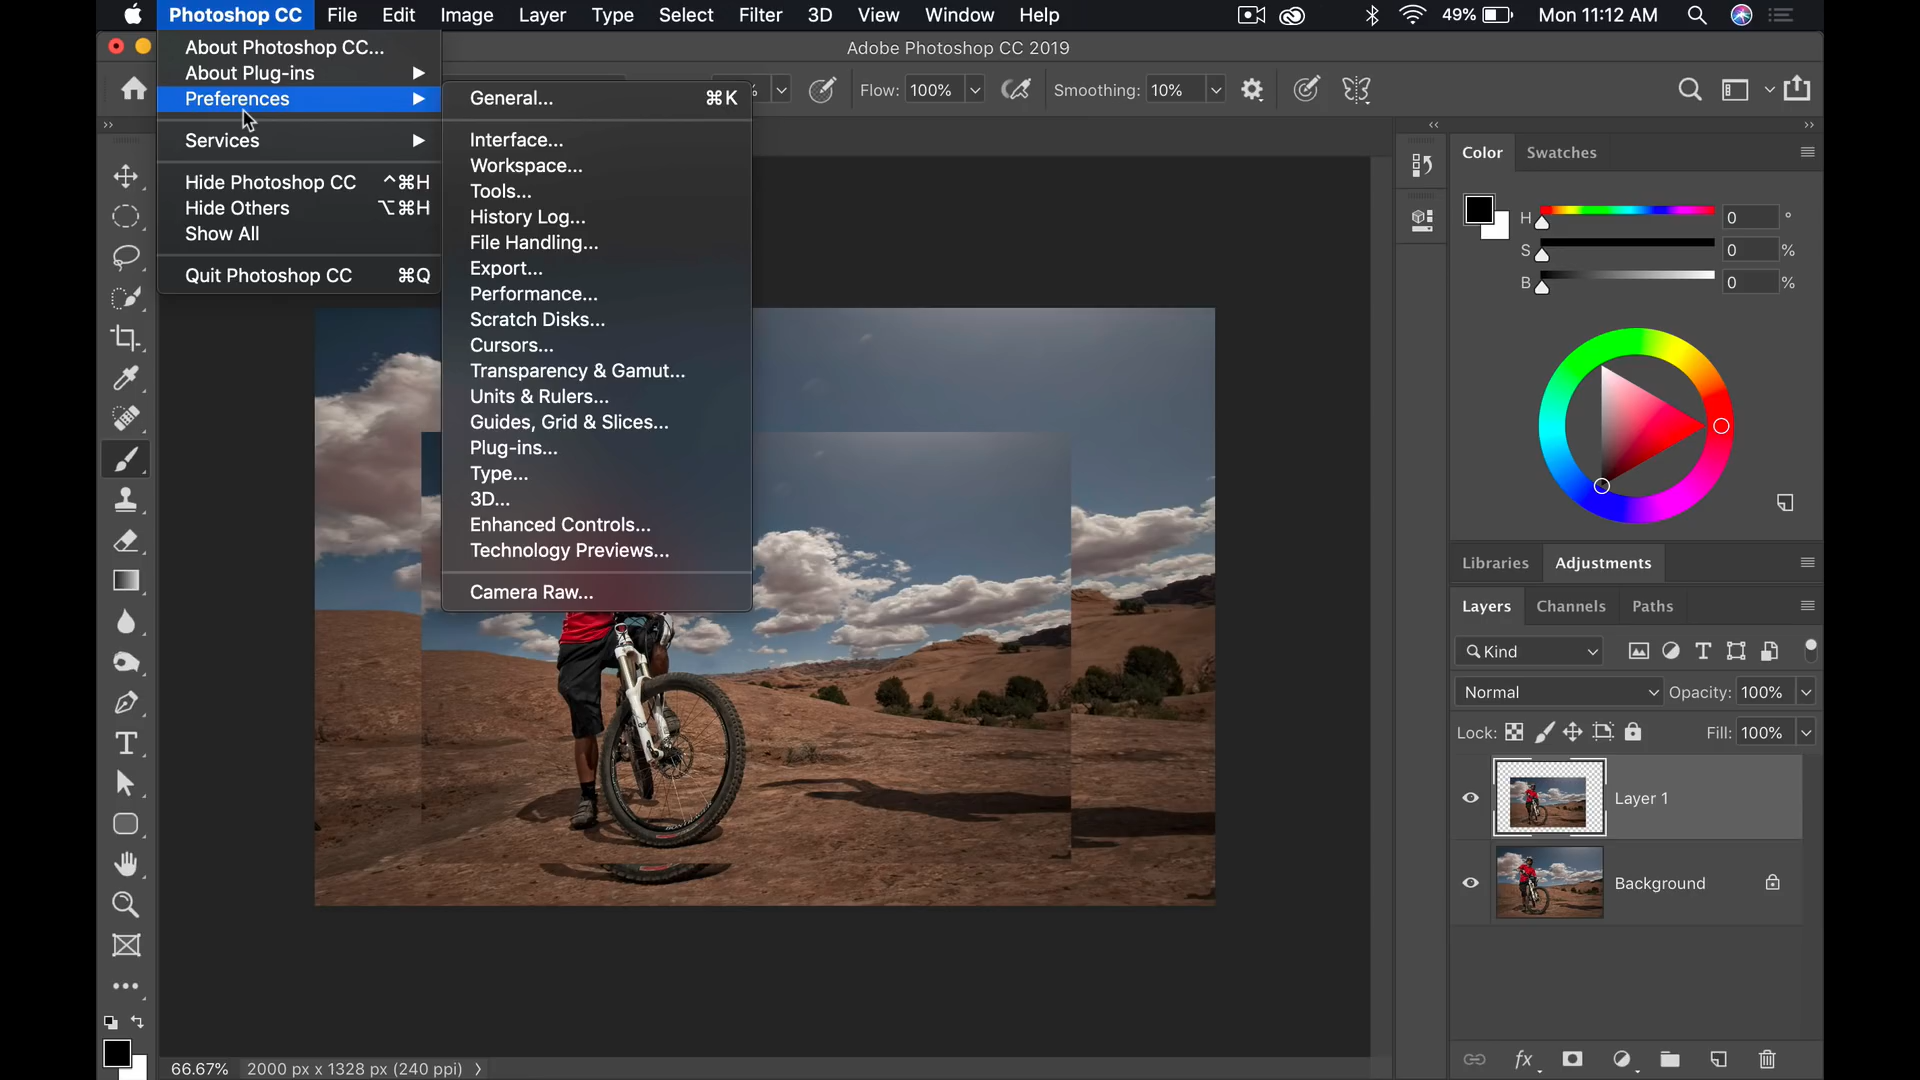 Photoshop CC File Edit Image Layer Type Select Filter 3D View Window Help 49% Mon 11:12 AM
Adobe Photoshop CC 2019
About Photoshop CC...
About Plug-ins
Preferences
Services
Hide Photoshop CC ^⌘H
Hide Others ⌥⌘H
Show All
Quit Photoshop CC ⌘Q
General... ⌘K
Interface...
Workspace...
Tools...
History Log...
File Handling...
Export...
Performance...
Scratch Disks...
Cursors...
Transparency & Gamut...
Units & Rulers...
Guides, Grid & Slices...
Plug-ins...
Type...
3D...
Enhanced Controls...
Technology Previews...
Camera Raw...
% Flow: 100% Smoothing: 10%
Color Swatches
H 0 °
S 0 %
B 0 %
Libraries Adjustments
Layers Channels Paths
Kind
Normal Opacity: 100%
Lock: Fill: 100%
Layer 1
Background
fx
66.67% 2000 px x 1328 px (240 ppi)